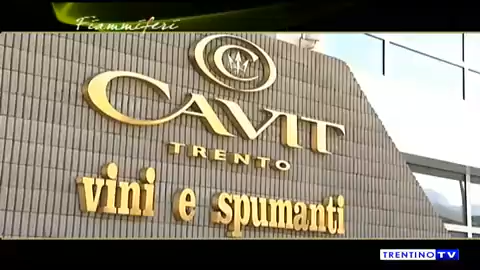 Fiammiferi
C
CAVIT
TRENTO
vini e spumanti
TRENTINO TV